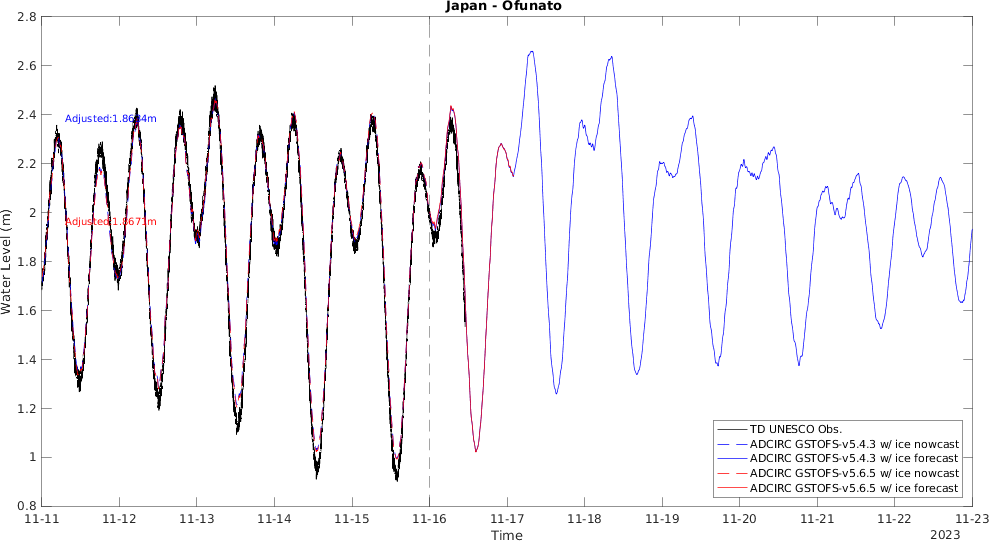 Japan - Ofunato
2.8
2.6
2.4
2.2
2
1.8
1.6
1.4
1.2
1
0.8
Water Level (m)
Adjusted:1.8684m
Adjusted:1.8671m
11-11 11-12 11-13 11-14 11-15 11-16 11-17 11-18 11-19 11-20 11-21 11-22 11-23
Time
2023
TD UNESCO Obs.
ADCIRC GSTOFS-v5.4.3 w/ ice nowcast
ADCIRC GSTOFS-v5.4.3 w/ ice forecast
ADCIRC GSTOFS-v5.6.5 w/ ice nowcast
ADCIRC GSTOFS-v5.6.5 w/ ice forecast